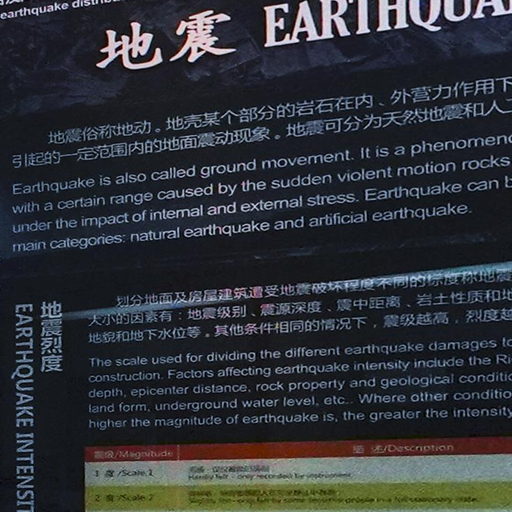 earthquake distrib
地震 EARTHQUA
地震俗称地动。地壳某个部分的岩石在内、外营力作用下
引起的一定范围内的地面震动现象。地震可分为天然地震和人工
Earthquake is also called ground movement. It is a phenomeno
with a certain range caused by the sudden violent motion rocks
under the impact of internal and external stress. Earthquake can b
main categories: natural earthquake and artificial earthquake.
地震烈度
EARTHQUAKE INTENSIT
划分地面及房屋建筑遭受地震破坏程度不同的标度称地震
大小的因素有：地震级别、震源深度、震中距离、岩土性质和地
地貌和地下水位等。其他条件相同的情况下，震级越高，烈度越
The scale used for dividing the different earthquake damages to
construction. Factors affecting earthquake intensity include the Ri
depth, epicenter distance, rock property and geological conditio
land form, underground water level, etc.. Where other conditio
higher the magnitude of earthquake is, the greater the intensity
震级/Magnitude 描 述/Description
1 度 /Scale 1
Hardly felt - only recorded by instrument.
2 度 /Scale 2